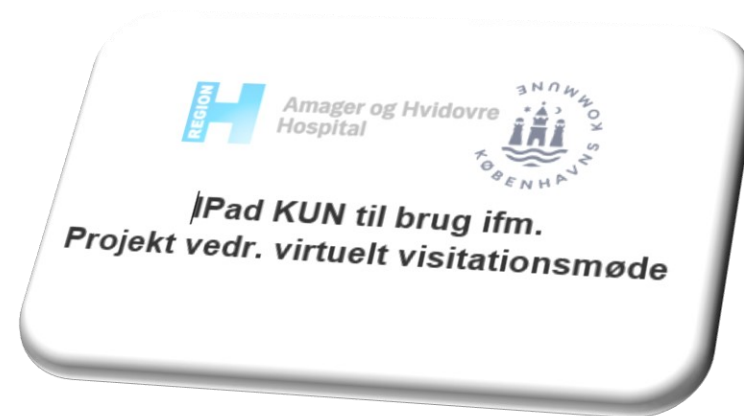 REGION
Amager og Hvidovre
Hospital
KØBENHAVNS KOMMUNE
IPad KUN til brug ifm.
Projekt vedr. virtuelt visitationsmøde